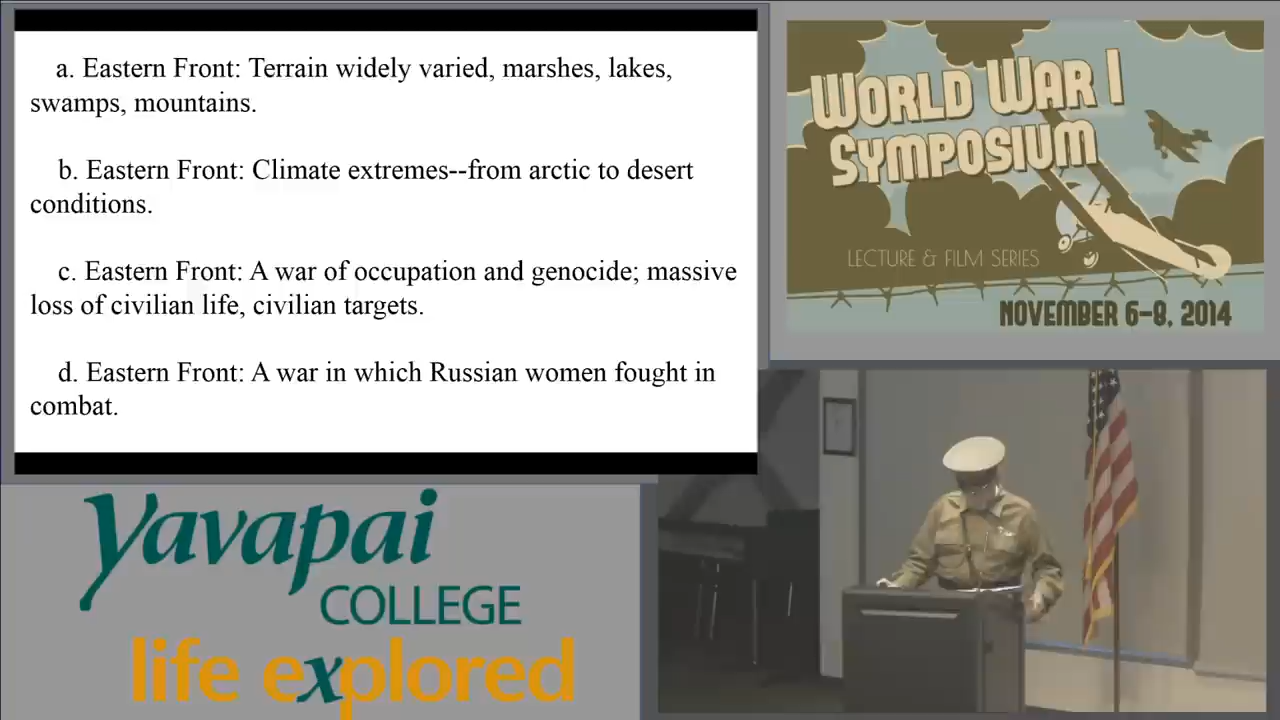 a. Eastern Front: Terrain widely varied, marshes, lakes,
swamps, mountains.
b. Eastern Front: Climate extremes--from arctic to desert
conditions.
c. Eastern Front: A war of occupation and genocide; massive
loss of civilian life, civilian targets.
d. Eastern Front: A war in which Russian women fought in
combat.
WORLD WAR I
SYMPOSIUM
LECTURE & FILM SERIES
NOVEMBER 6-8, 2014
Yavapai
COLLEGE
life explored